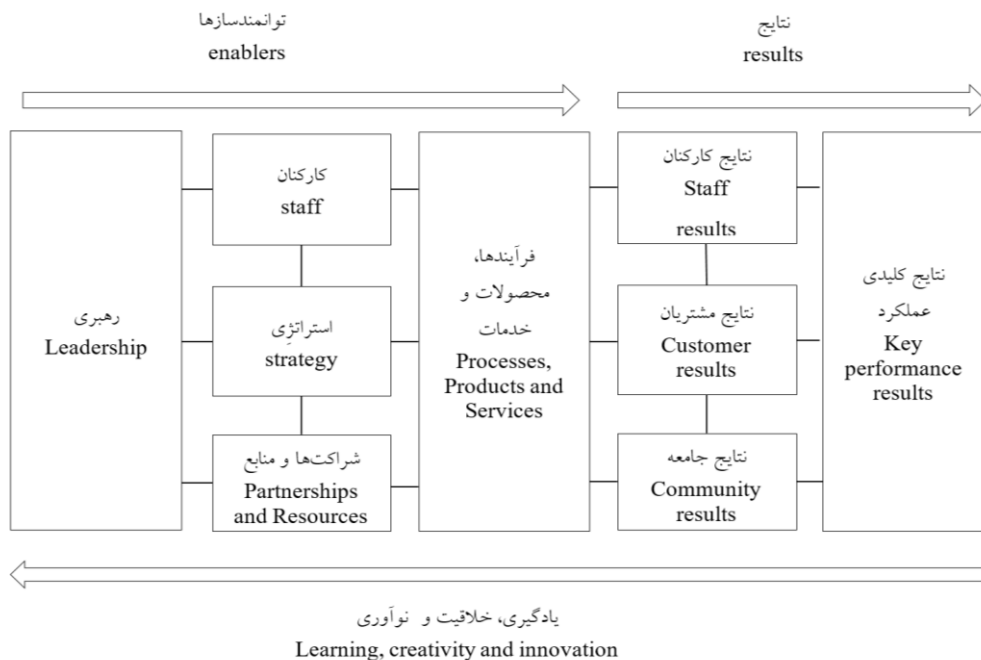 توانمندسازها
enablers
نتایج
results
رهبری
Leadership
کارکنان
staff
استراتژِی
strategy
شراکت‌ها و منابع
Partnerships
and Resources
فرآیندها،
محصولات و
خدمات
Processes,
Products and
Services
نتایج کارکنان
Staff
results
نتایج مشتریان
Customer
results
نتایج جامعه
Community
results
نتایج کلیدی
عملکرد
Key
performance
results
یادگیری، خلاقیت و نوآوری
Learning, creativity and innovation